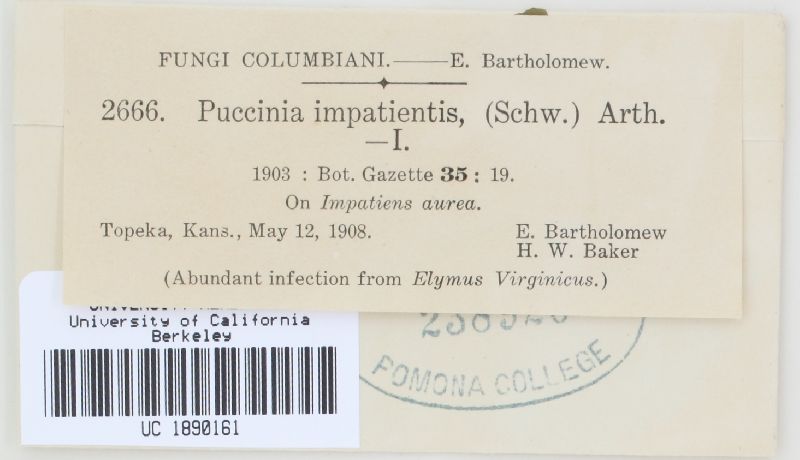 FUNGI COLUMBIANI.——E. Bartholomew.
2666. Puccinia impatientis, (Schw.) Arth.
—I.
1903 : Bot. Gazette 35 : 19.
On Impatiens aurea.
Topeka, Kans., May 12, 1908.
E. Bartholomew
H. W. Baker
(Abundant infection from Elymus Virginicus.)
UNIVERSITY
University of California
Berkeley
UC 1890161
POMONA COLLEGE